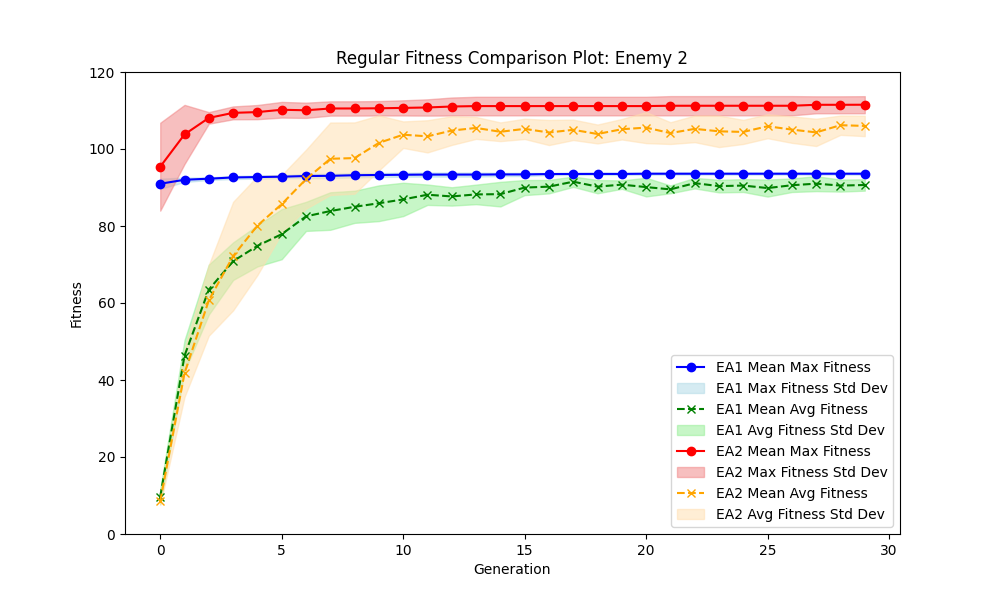 Regular Fitness Comparison Plot: Enemy 2
120
100
80
60
40
20
0
Fitness
0 5 10 15 20 25 30
Generation
EA1 Mean Max Fitness
EA1 Max Fitness Std Dev
EA1 Mean Avg Fitness
EA1 Avg Fitness Std Dev
EA2 Mean Max Fitness
EA2 Max Fitness Std Dev
EA2 Mean Avg Fitness
EA2 Avg Fitness Std Dev